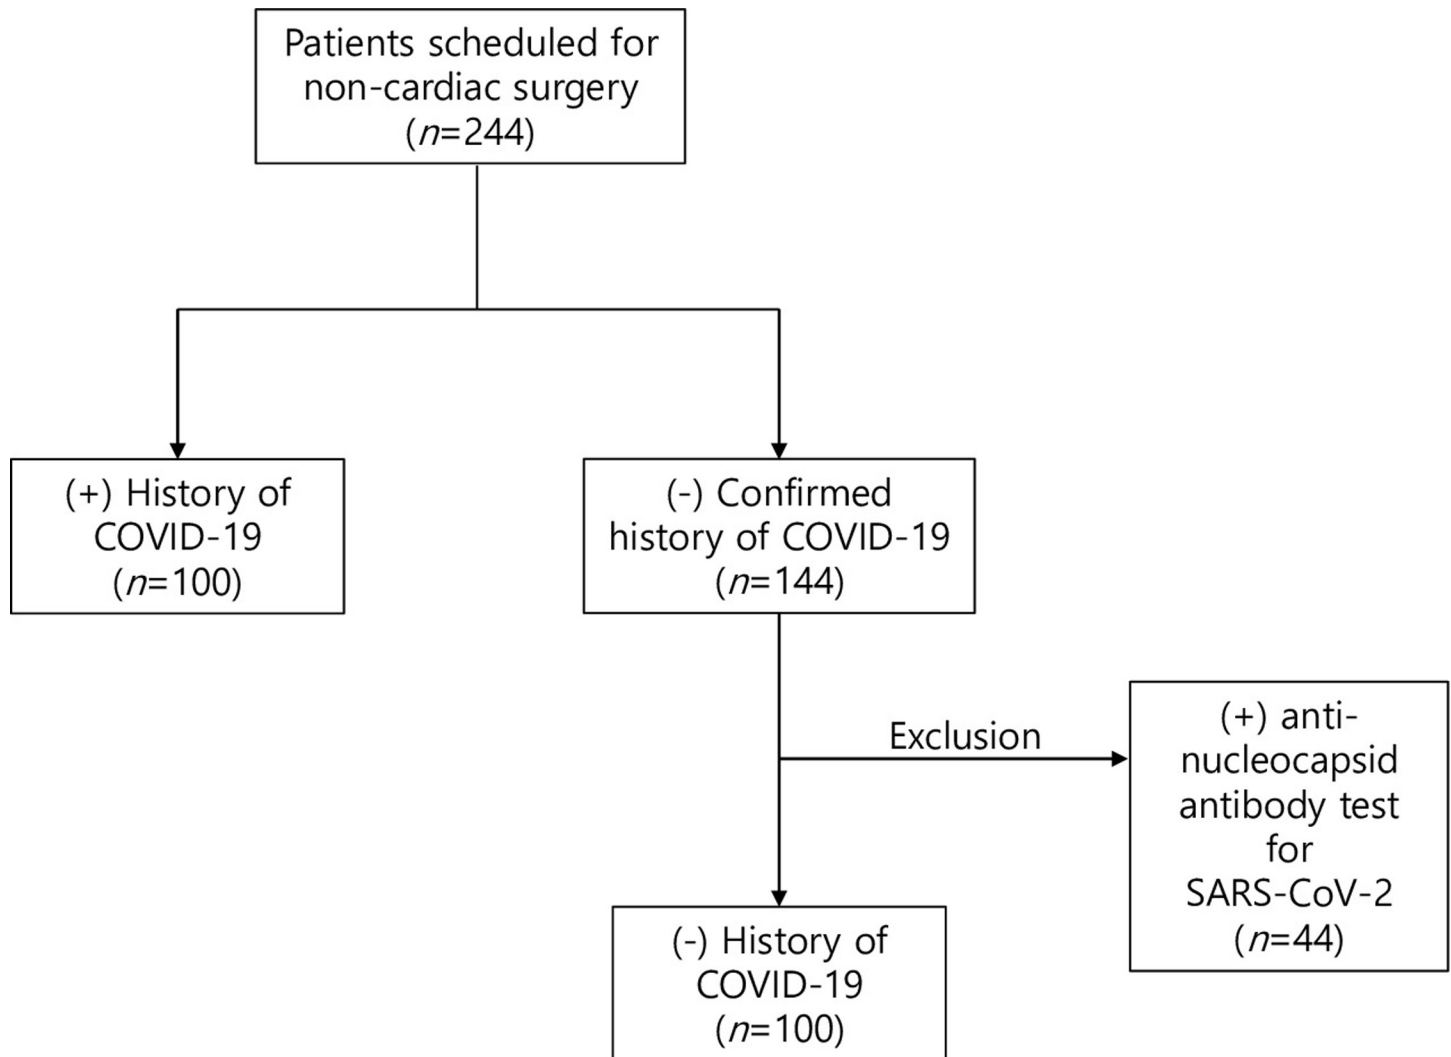 Patients scheduled for
non-cardiac surgery
(n=244)
(+) History of
COVID-19
(n=100)
(-) Confirmed
history of COVID-19
(n=144)
Exclusion
(+) anti-
nucleocapsid
antibody test
for
SARS-CoV-2
(n=44)
(-) History of
COVID-19
(n=100)